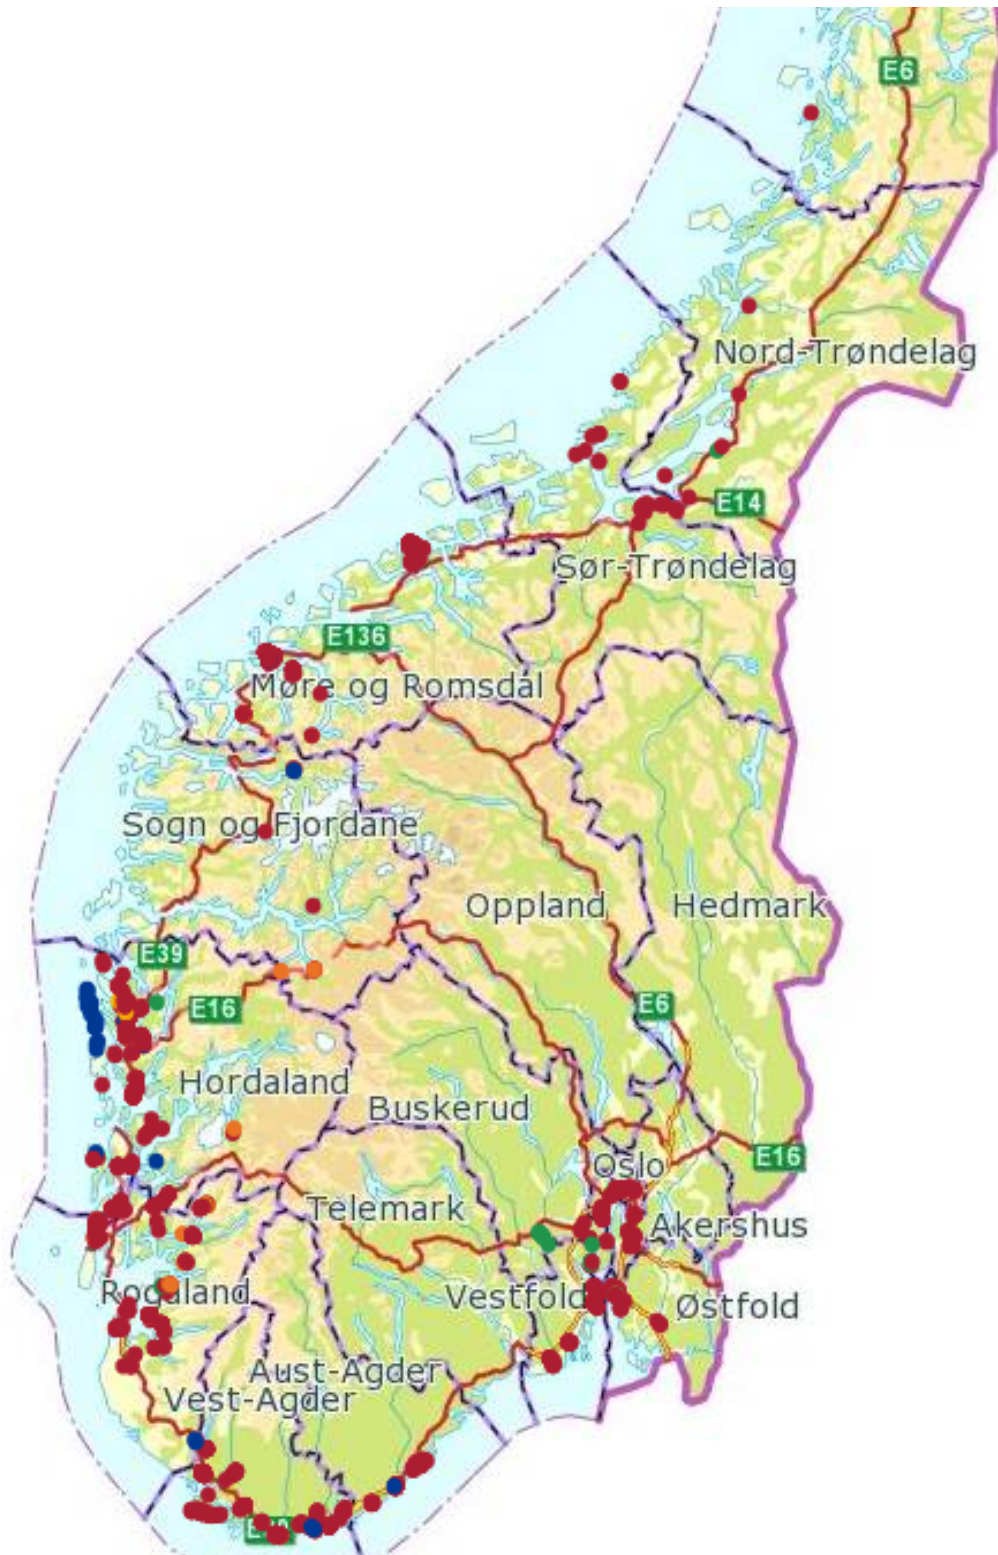 E6
Nord-Trøndelag
E14
Sør-Trøndelag
E136
Møre og Romsdal
Sogn og Fjordane
Oppland
Hedmark
E39
E16
E6
Hordaland
Buskerud
E16
Oslo
Telemark
Akershus
Rogaland
Vestfold
Østfold
Aust-Agder
Vest-Agder